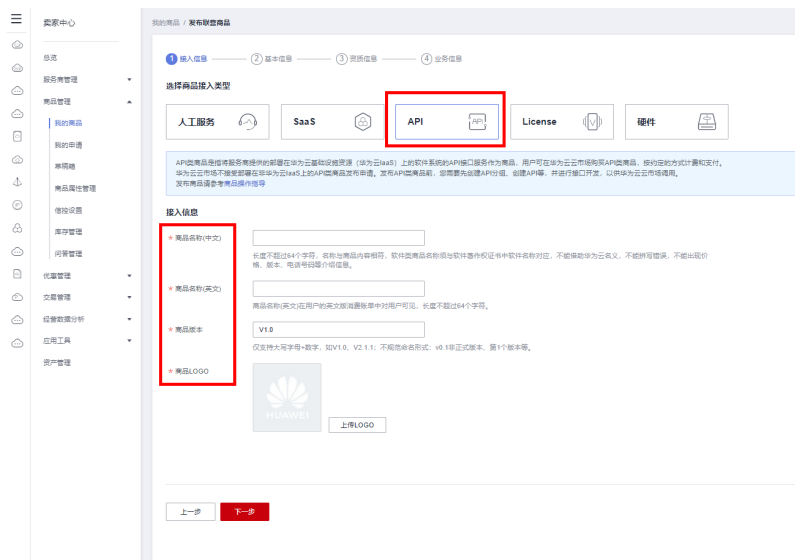 卖家中心
我的商品 / 发布联营商品
总览
服务商管理
商品管理
我的商品
我的申请
草稿箱
商品属性管理
信控设置
库存管理
问答管理
优惠管理
交易管理
经营数据分析
应用工具
资产管理
1 接入信息 2 基本信息 3 资质信息 4 业务信息
选择商品接入类型
人工服务 SaaS API License 硬件
API类商品是指将服务商提供的部署在华为云基础设施资源（华为云IaaS）上的软件系统的API接口服务作为商品，用户可在华为云云市场购买API类商品，按约定的方式计费和支付。
华为云云市场不接受部署在非华为云IaaS上的API类商品发布申请。发布API类商品前，您需要先创建API分组、创建API等，并进行接口开发，以供华为云云市场调用。
发布商品请参考商品操作指导
接入信息
* 商品名称(中文)
长度不超过64个字符，名称与商品内容相符，软件类商品名称须与软件著作权证书中软件名称对应，不能借助华为云名义，不能拼写错误，不能出现价
格、版本、电话号码等介绍信息。
* 商品名称(英文)
商品名称(英文)在用户的英文版消费账单中对用户可见，长度不超过64个字符。
* 商品版本
V1.0
仅支持大写字母+数字，如V1.0、V2.1.1；不规范命名形式：v0.1非正式版本、第1个版本等。
* 商品LOGO
HUAWEI
上传LOGO
上一步 下一步